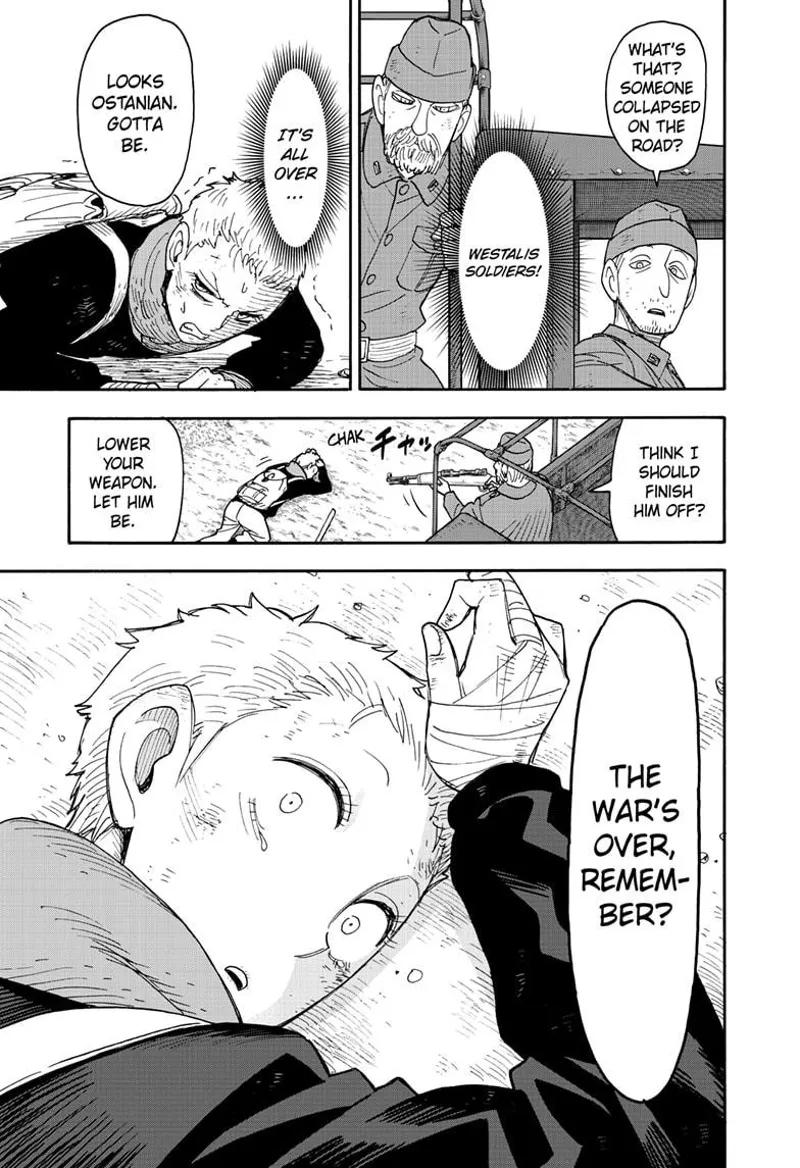 WHAT'S
THAT?
SOMEONE
COLLAPSED
ON THE
ROAD?
WESTALIS
SOLDIERS!
IT'S
ALL
OVER
...
LOOKS
OSTANIAN.
GOTTA
BE.
THINK I
SHOULD
FINISH
HIM OFF?
CHAK
チャッ
LOWER
YOUR
WEAPON.
LET HIM
BE.
THE
WAR'S
OVER,
REMEM-
BER?